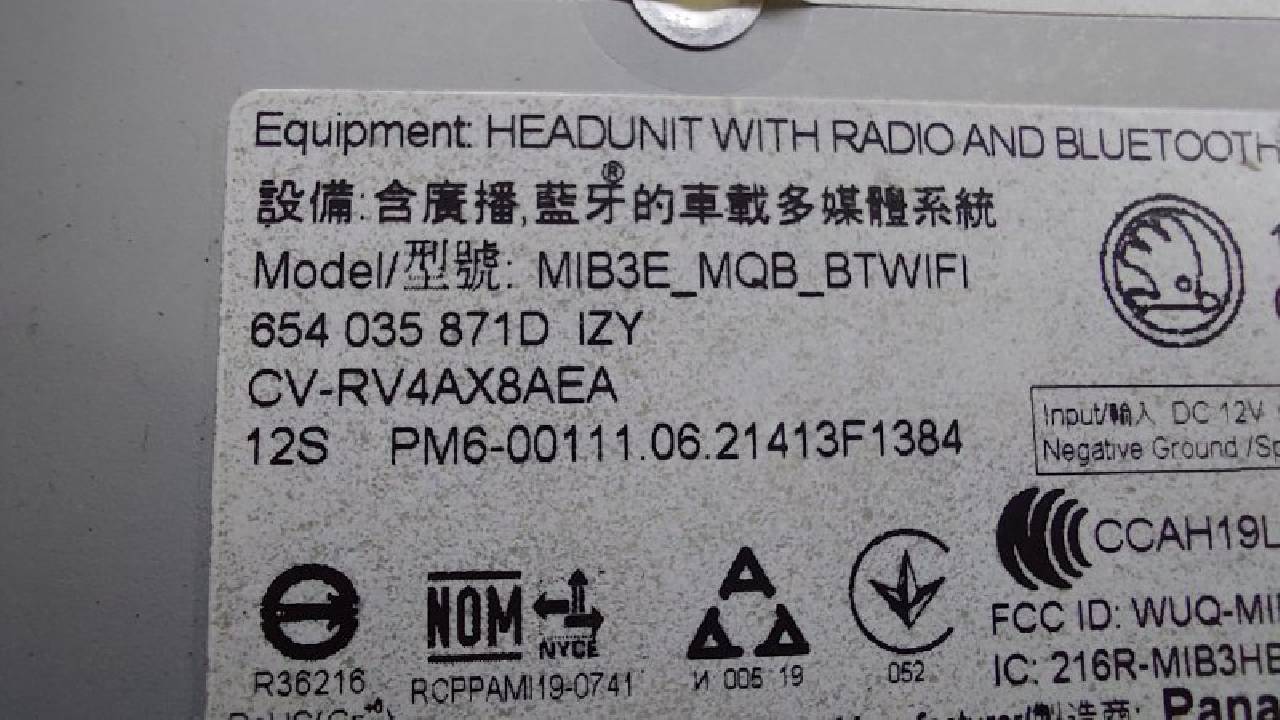 Equipment: HEADUNIT WITH RADIO AND BLUETOOTH
®
設備:含廣播,藍牙的車載多媒體系統
Model/型號: MIB3E_MQB_BTWIFI
654 035 871D IZY
CV-RV4AX8AEA
12S PM6-00111.06.21413F1384
Input/輸入 DC 12V
Negative Ground /Sp
CCAH19L
FCC ID: WUQ-MI
IC: 216R-MIB3HE
NOM
NYCE
R36216
RCPPAMI19-0741
И 005 19
052
Pana